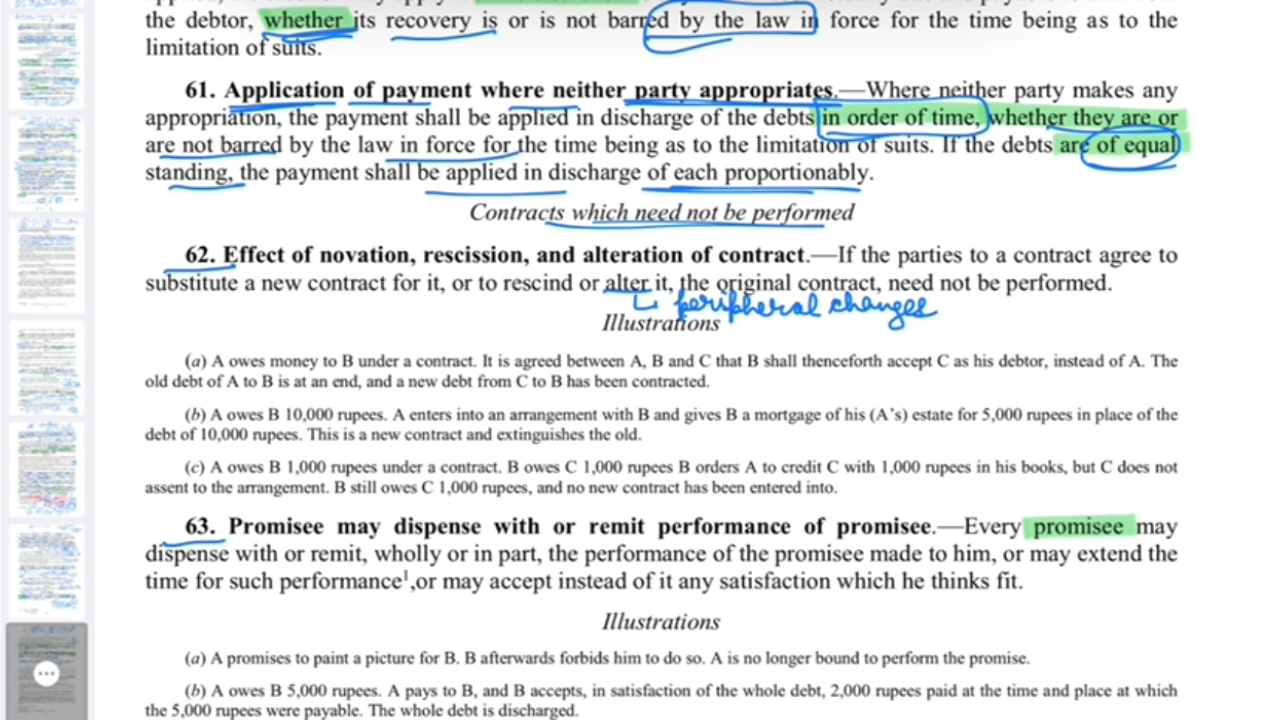 the debtor, whether its recovery is or is not barred by the law in force for the time being as to the
limitation of suits.
61. Application of payment where neither party appropriates.—Where neither party makes any
appropriation, the payment shall be applied in discharge of the debts in order of time, whether they are or
are not barred by the law in force for the time being as to the limitation of suits. If the debts are of equal
standing, the payment shall be applied in discharge of each proportionably.
Contracts which need not be performed
62. Effect of novation, rescission, and alteration of contract.—If the parties to a contract agree to
substitute a new contract for it, or to rescind or alter it, the original contract, need not be performed.
peripheral changes
Illustrations
(a) A owes money to B under a contract. It is agreed between A, B and C that B shall thenceforth accept C as his debtor, instead of A. The
old debt of A to B is at an end, and a new debt from C to B has been contracted.
(b) A owes B 10,000 rupees. A enters into an arrangement with B and gives B a mortgage of his (A's) estate for 5,000 rupees in place of the
debt of 10,000 rupees. This is a new contract and extinguishes the old.
(c) A owes B 1,000 rupees under a contract. B owes C 1,000 rupees B orders A to credit C with 1,000 rupees in his books, but C does not
assent to the arrangement. B still owes C 1,000 rupees, and no new contract has been entered into.
63. Promisee may dispense with or remit performance of promisee.—Every promisee may
dispense with or remit, wholly or in part, the performance of the promisee made to him, or may extend the
time for such performance¹,or may accept instead of it any satisfaction which he thinks fit.
Illustrations
(a) A promises to paint a picture for B. B afterwards forbids him to do so. A is no longer bound to perform the promise.
(b) A owes B 5,000 rupees. A pays to B, and B accepts, in satisfaction of the whole debt, 2,000 rupees paid at the time and place at which
the 5,000 rupees were payable. The whole debt is discharged.